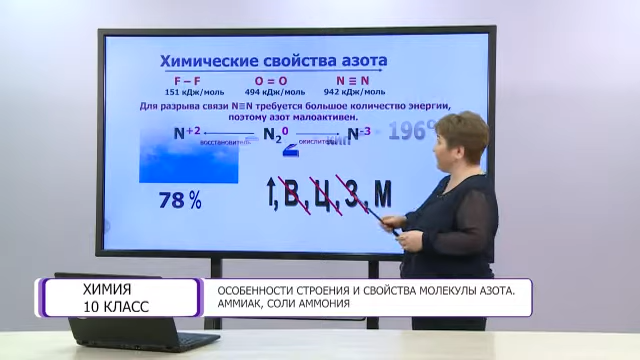 Химические свойства азота
F – F O = O N ≡ N
151 кДж/моль 494 кДж/моль 942 кДж/моль
Для разрыва связи N≡N требуется большое количество энергии,
поэтому азот малоактивен.
N+2 N₂0 N-3 196°
восстановитель окислитель
78 % ↑, В, Ц, З, М
ХИМИЯ
10 КЛАСС
ОСОБЕННОСТИ СТРОЕНИЯ И СВОЙСТВА МОЛЕКУЛЫ АЗОТА.
АММИАК, СОЛИ АММОНИЯ